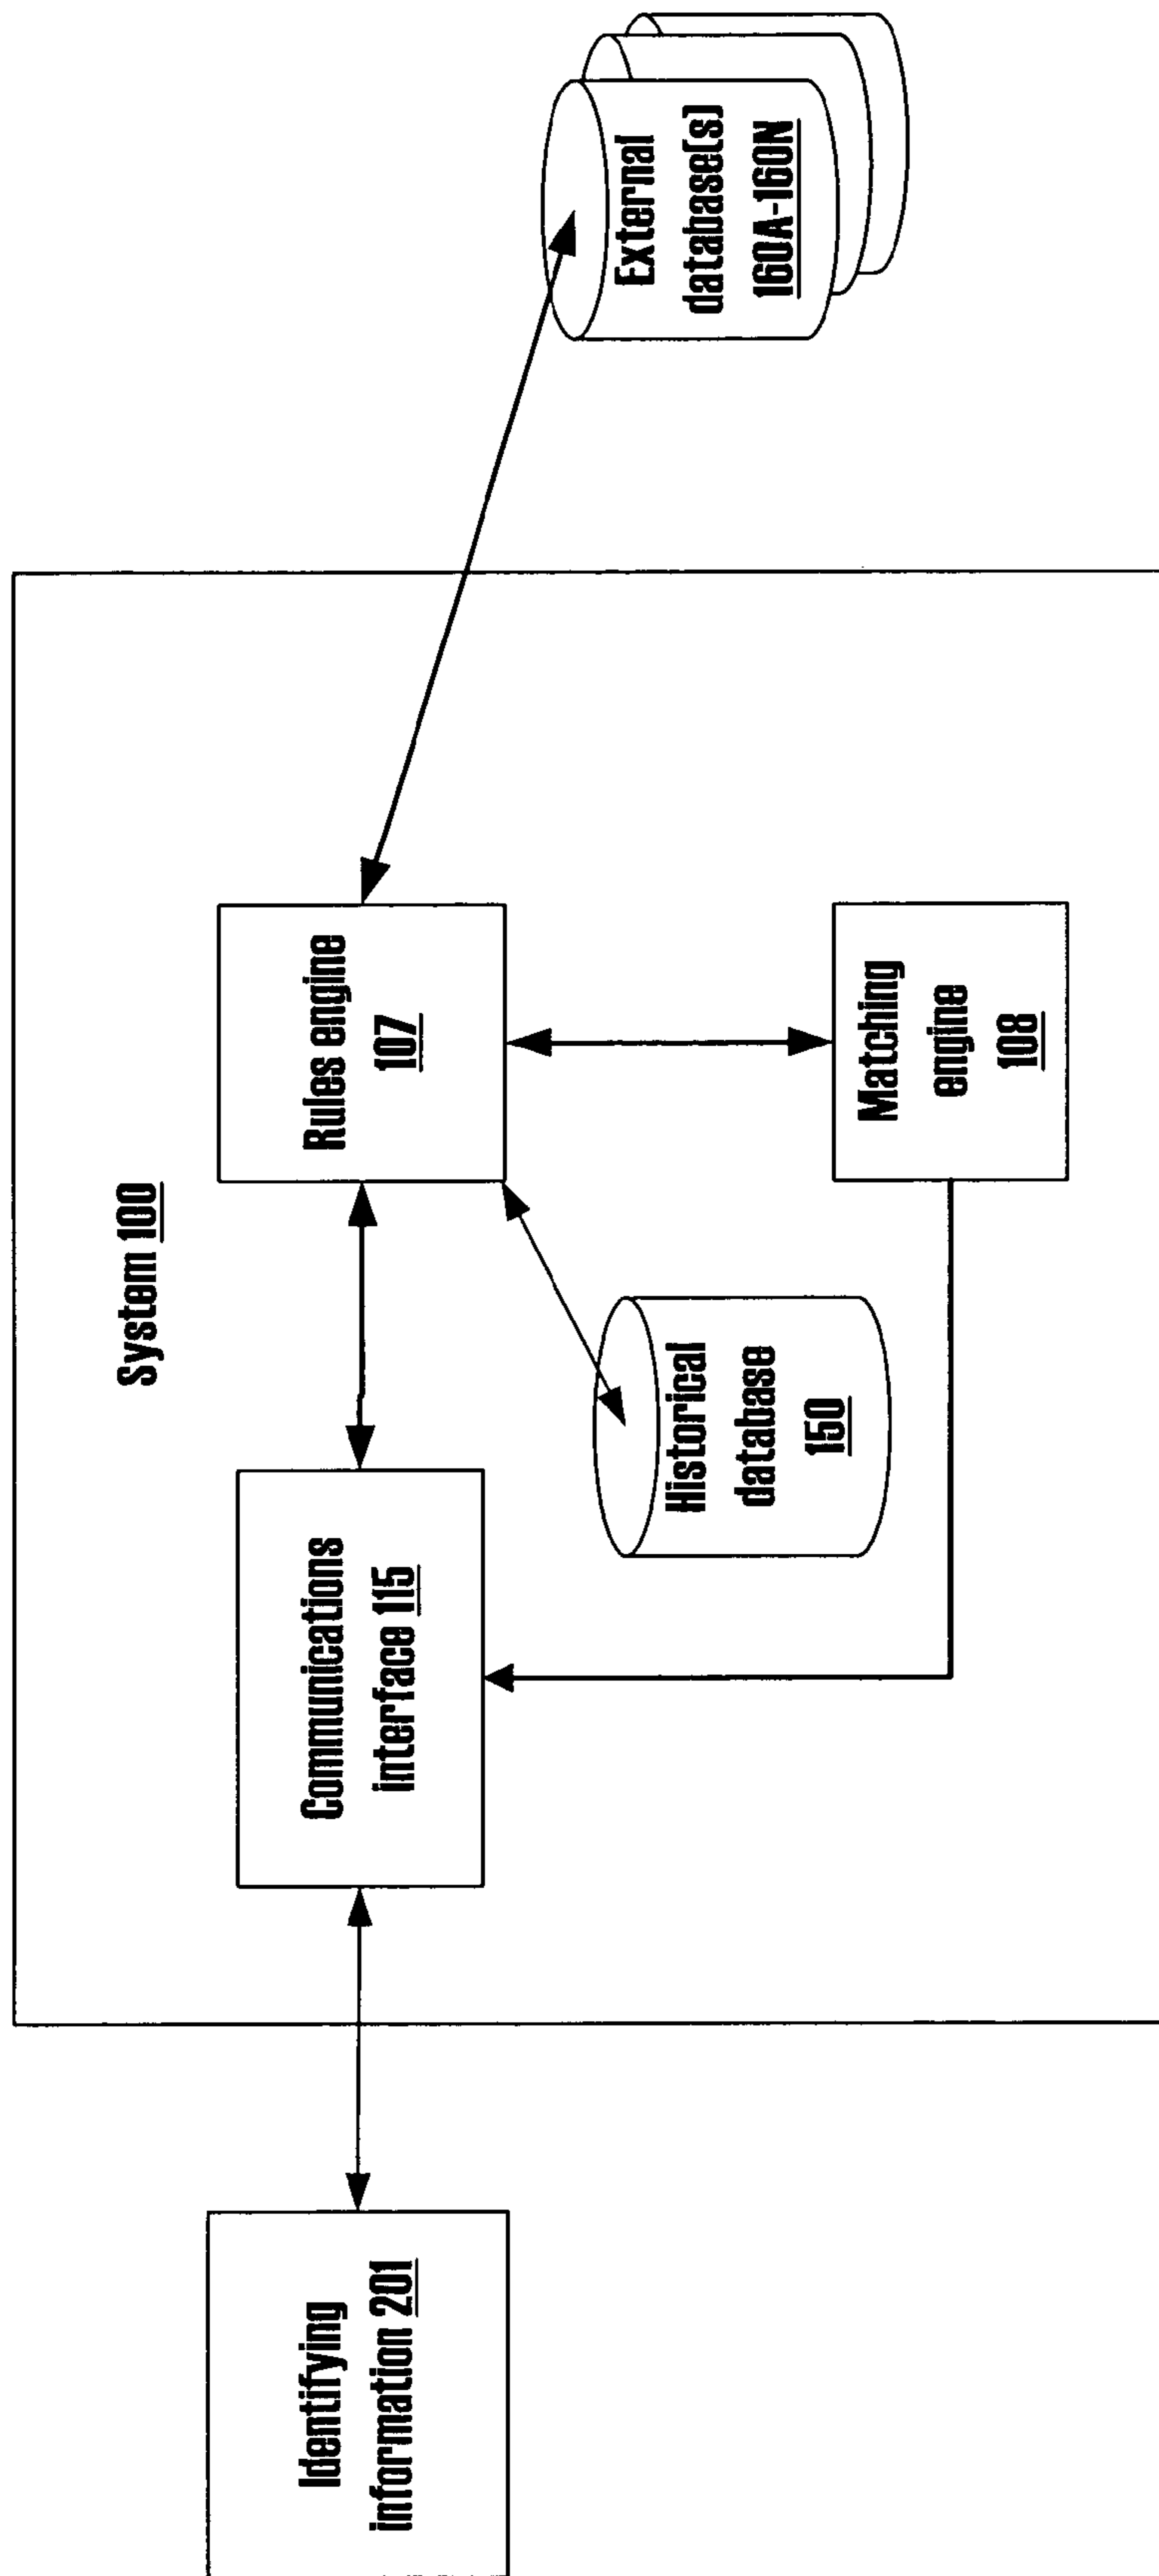 System 100
Identifying
information 201
Communications
interface 115
Rules engine
107
Historical
database
150
Matching
engine
108
External
database(s)
160A-160N